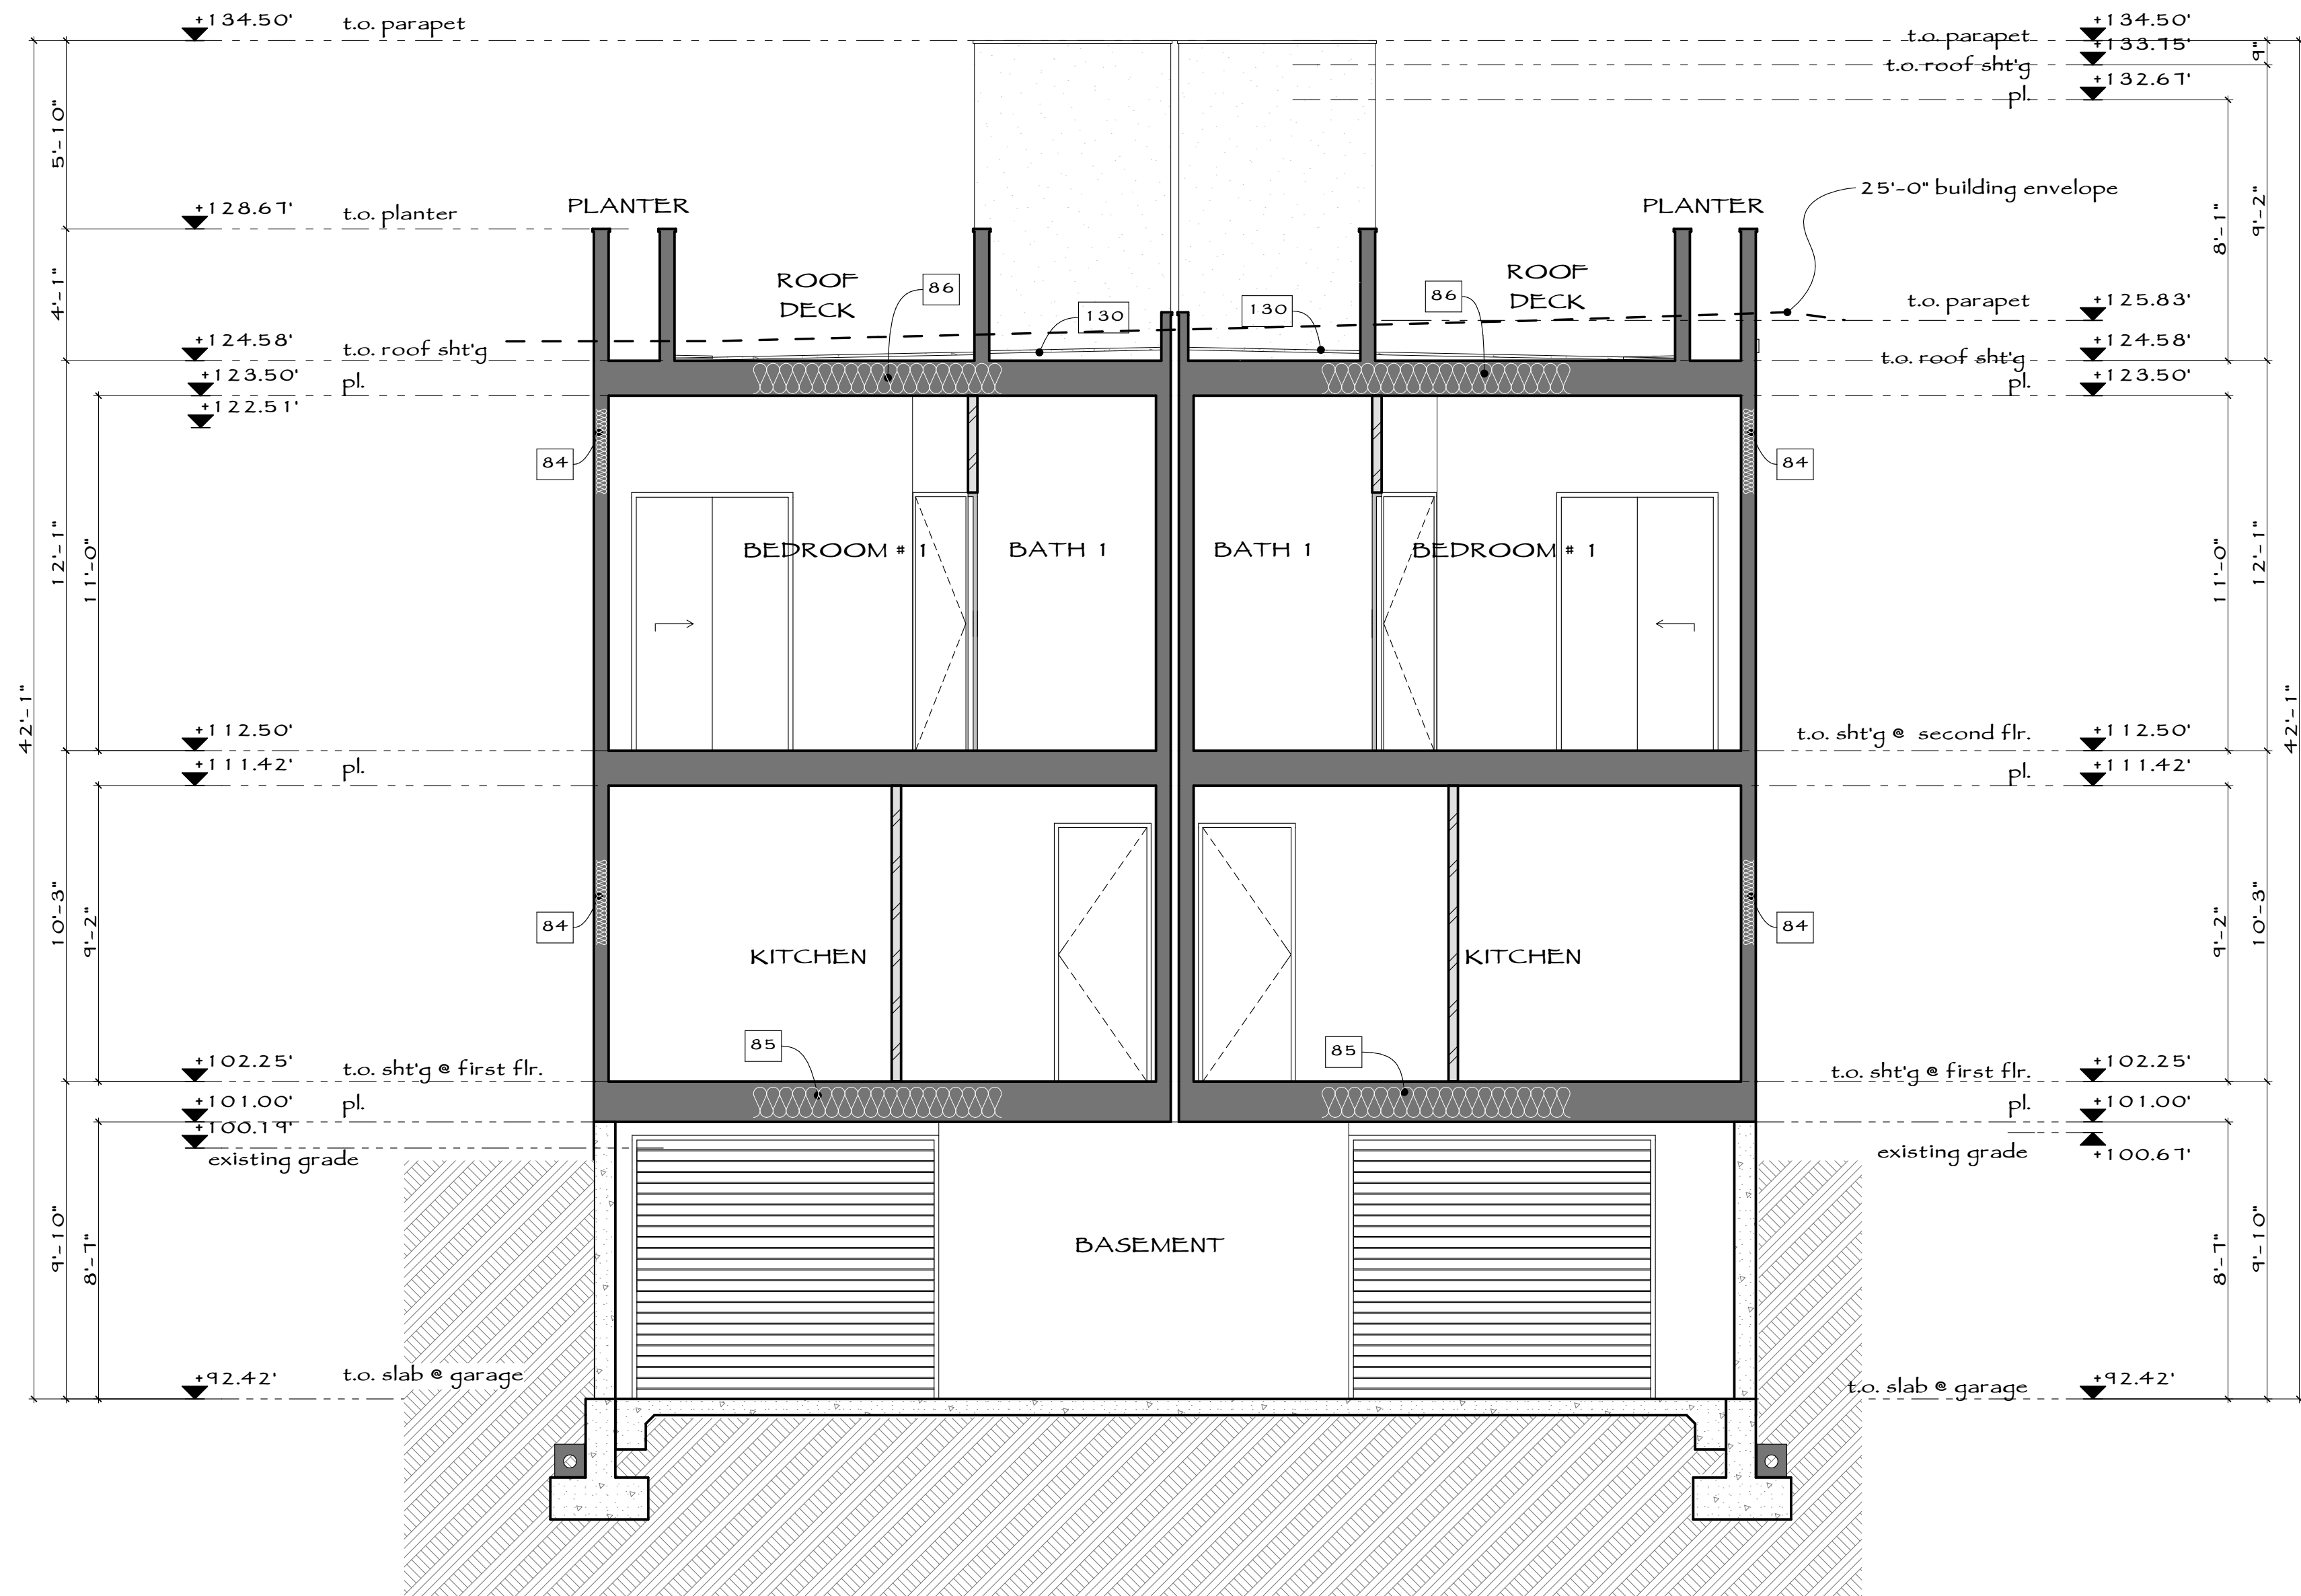 +134.50' t.o. parapet
t.o. parapet +134.50'
t.o. roof sht'g +133.75'
pl. +132.67'
9"
5'-10"
8'-1"
9'-2"
+128.67' t.o. planter
PLANTER
PLANTER
25'-0" building envelope
4'-1"
ROOF
DECK
86
130
130
86
ROOF
DECK
t.o. parapet +125.83'
+124.58' t.o. roof sht'g
t.o. roof sht'g +124.58'
+123.50' pl.
pl. +123.50'
+122.51'
84
84
12'-1"
11'-0"
BEDROOM # 1
BATH 1
BATH 1
BEDROOM # 1
11'-0"
12'-1"
42'-1"
42'-1"
+112.50'
t.o. sht'g @ second flr. +112.50'
+111.42' pl.
pl. +111.42'
10'-3"
9'-2"
84
KITCHEN
KITCHEN
84
9'-2"
10'-3"
85
85
+102.25' t.o. sht'g @ first flr.
t.o. sht'g @ first flr. +102.25'
+101.00' pl.
pl. +101.00'
+100.19'
existing grade
existing grade +100.67'
9'-10"
8'-7"
BASEMENT
8'-7"
9'-10"
+92.42' t.o. slab @ garage
t.o. slab @ garage +92.42'